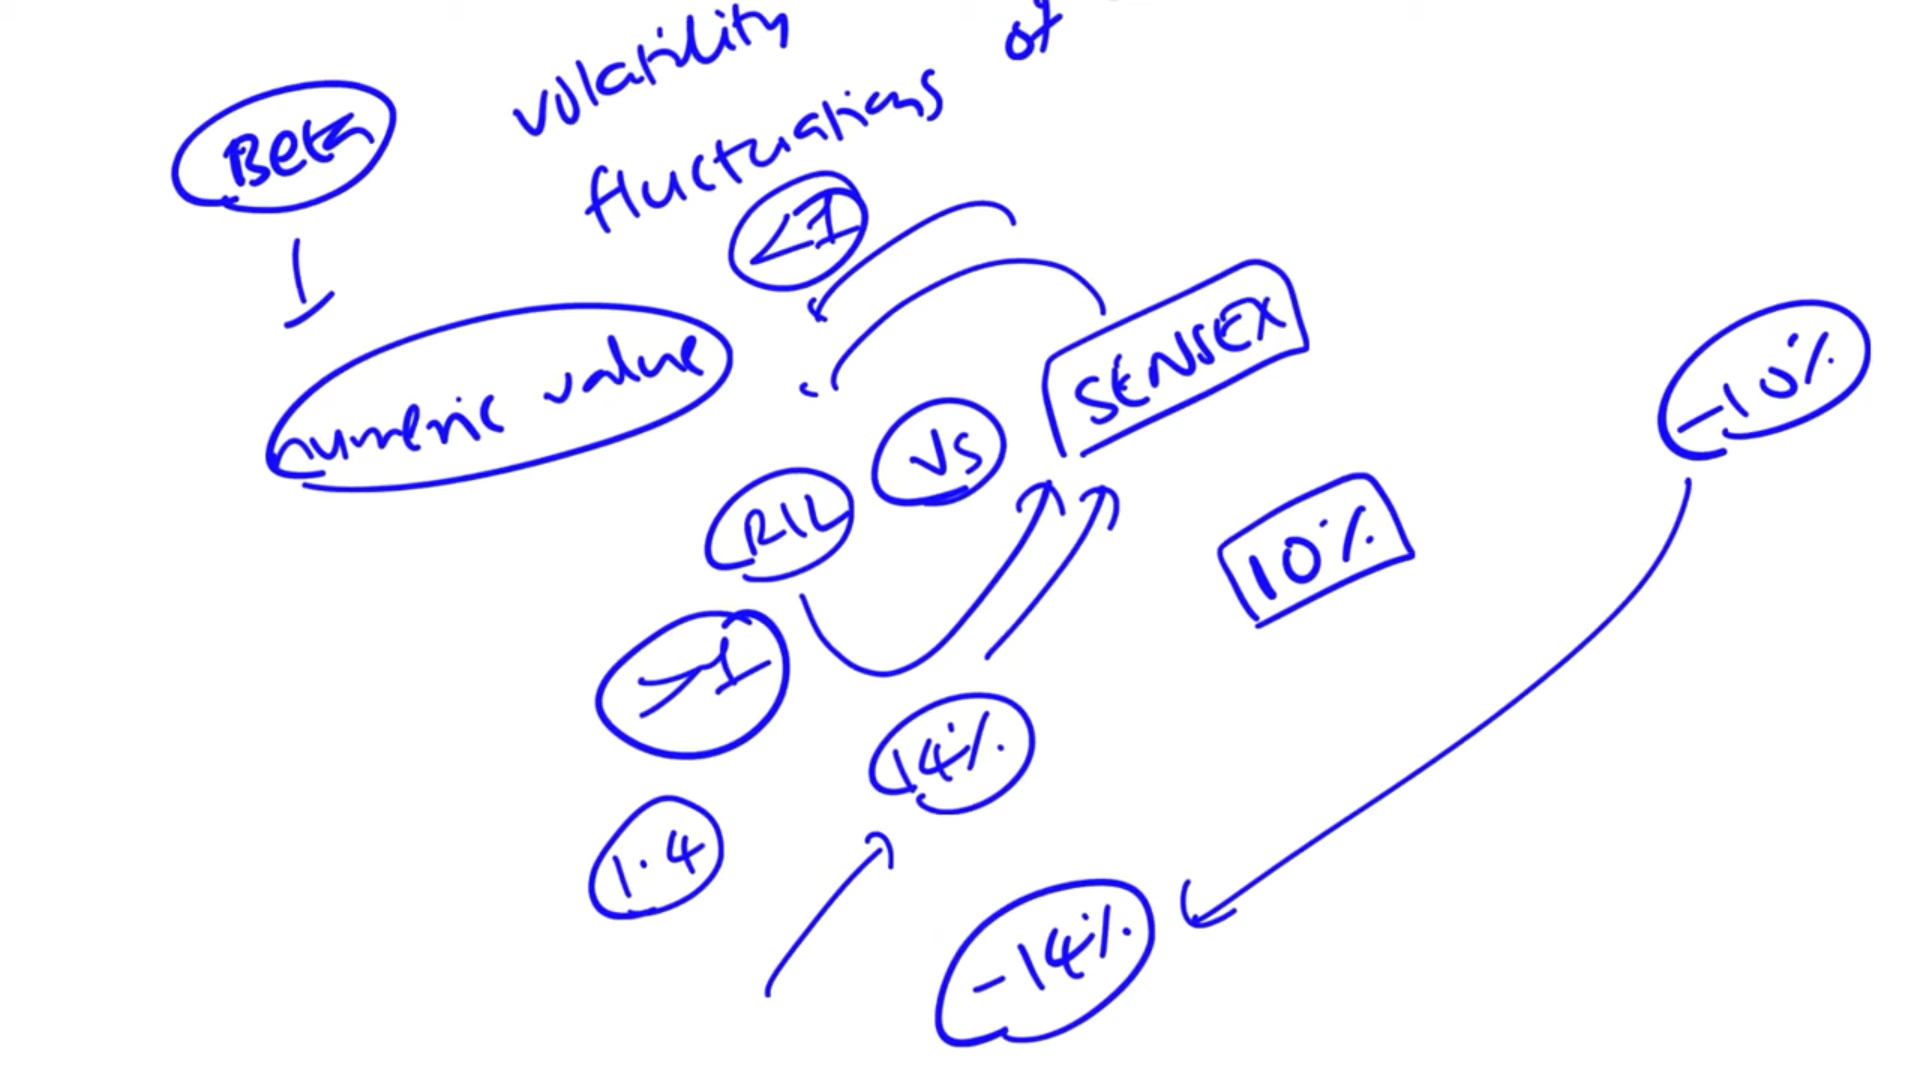 volatility of
Beta
fluctuations
<1
SENSEX
numeric value
-10%
VS
RIL
10%
>1
14%
1.4
-14%